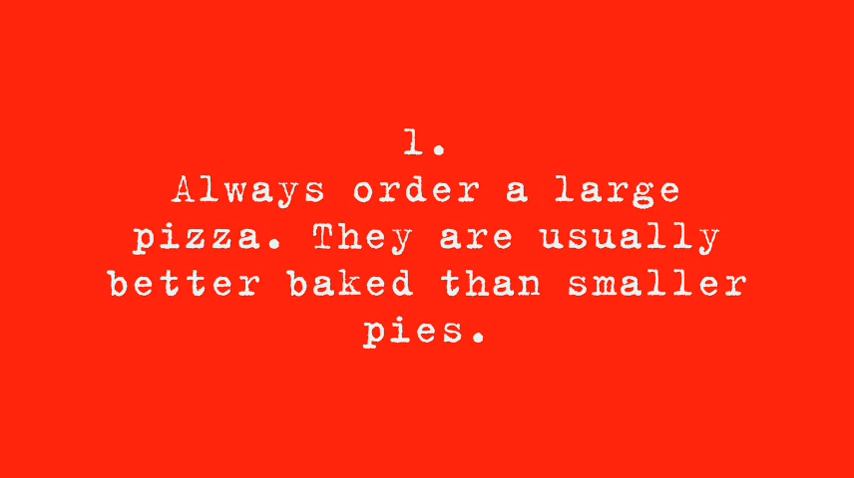 1.
Always order a large
pizza. They are usually
better baked than smaller
pies.